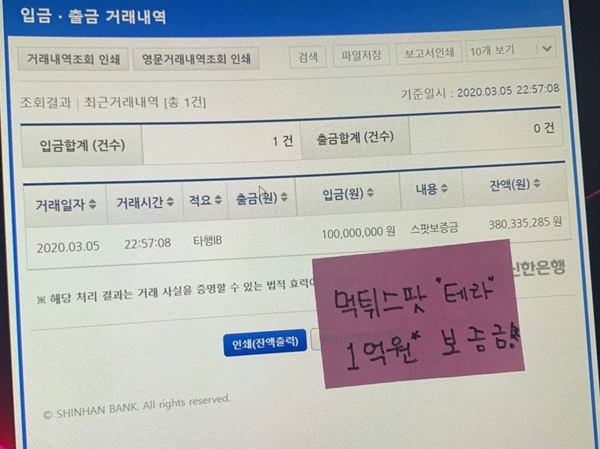 입금 · 출금 거래내역
거래내역조회 인쇄 영문거래내역조회 인쇄 검색 파일저장 보고서인쇄 10개 보기
조회결과 | 최근거래내역 [총 1건] 기준일시 : 2020.03.05 22:57:08
입금합계 (건수) 1 건 출금합계 (건수) 0 건
거래일자 거래시간 적요 출금(원) 입금(원) 내용 잔액(원)
2020.03.05 22:57:08 타행IB 100,000,000 원 스팟보증금 380,335,285 원
신한은행
※ 해당 처리 결과는 거래 사실을 증명할 수 있는 법적 효력이
먹튀스팟 "테라"
1억원* 보증금!
인쇄(잔액출력)
© SHINHAN BANK. All rights reserved.